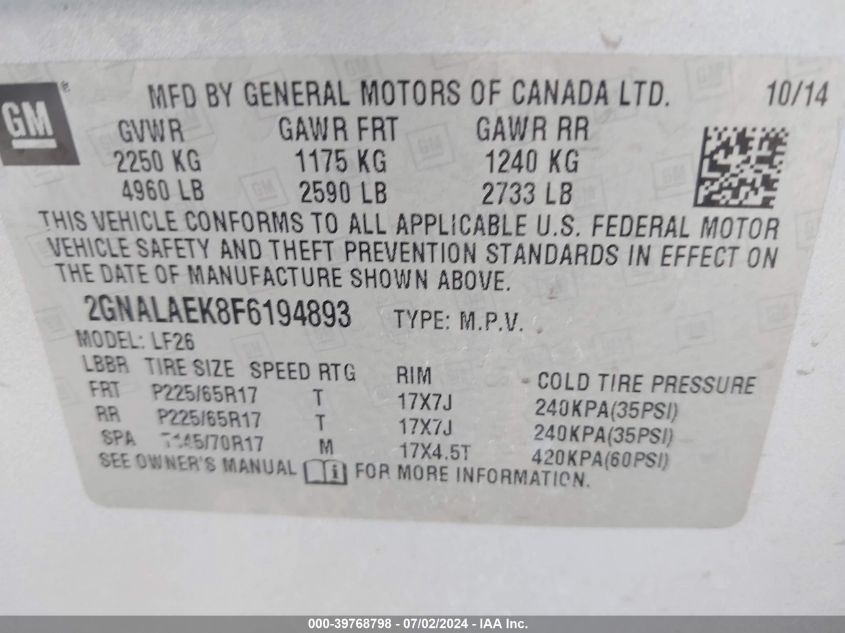 GM
MFD BY GENERAL MOTORS OF CANADA LTD. 10/14
GVWR GAWR FRT GAWR RR
2250 KG 1175 KG 1240 KG
4960 LB 2590 LB 2733 LB
THIS VEHICLE CONFORMS TO ALL APPLICABLE U.S. FEDERAL MOTOR
VEHICLE SAFETY AND THEFT PREVENTION STANDARDS IN EFFECT ON
THE DATE OF MANUFACTURE SHOWN ABOVE.
2GNALAEK8F6194893 TYPE: M.P.V.
MODEL: LF26
LBBR TIRE SIZE SPEED RTG RIM COLD TIRE PRESSURE
FRT P225/65R17 T 17X7J 240KPA(35PSI)
RR P225/65R17 T 17X7J 240KPA(35PSI)
SPA M 17X4.5T 420KPA(60PSI)
SEE OWNER'S MANUAL FOR MORE INFORMATION.
000-39768798 - 07/02/2024 - IAA Inc.